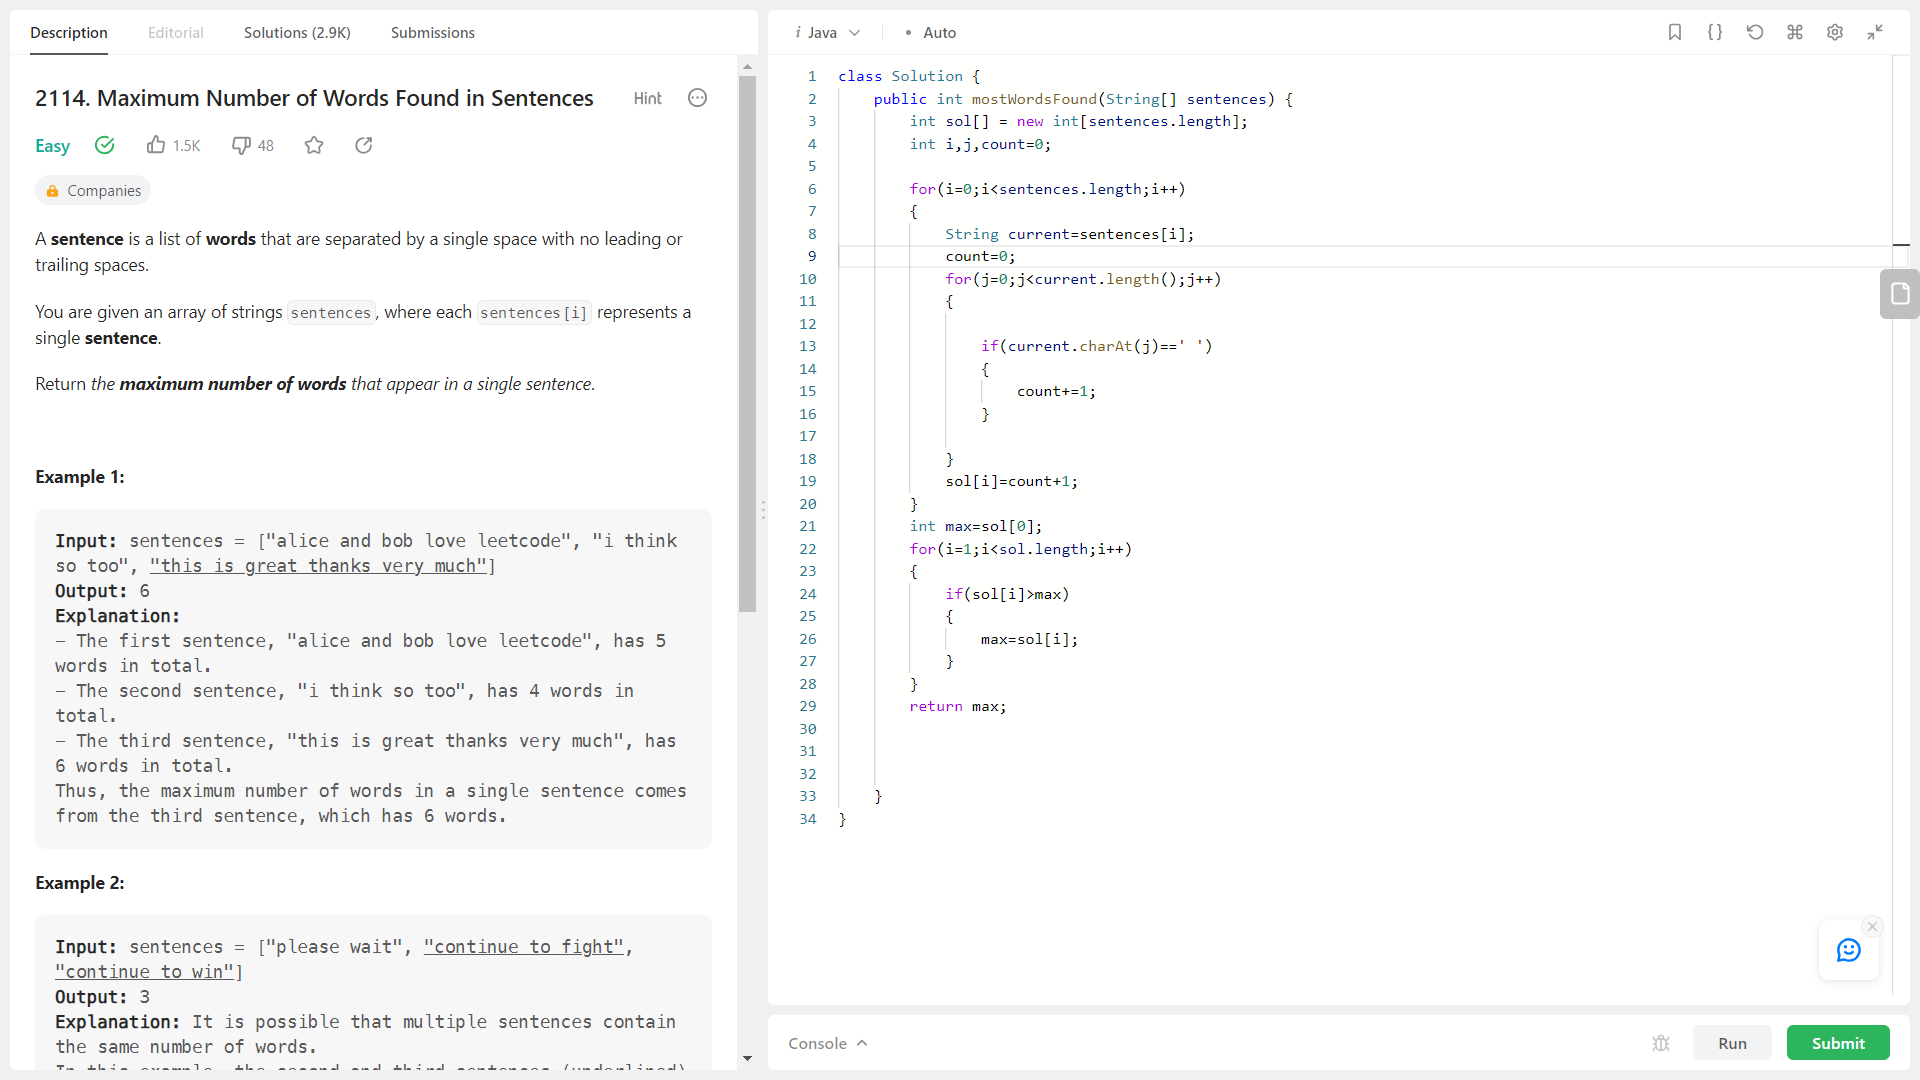 Description
Editorial
Solutions (2.9K)
Submissions
2114. Maximum Number of Words Found in Sentences
Hint
Easy
1.5K
48
Companies
A sentence is a list of words that are separated by a single space with no leading or
trailing spaces.
You are given an array of strings sentences, where each sentences[i] represents a
single sentence.
Return the maximum number of words that appear in a single sentence.
Example 1:
Input: sentences = ["alice and bob love leetcode", "i think
so too", "this is great thanks very much"]
Output: 6
Explanation:
- The first sentence, "alice and bob love leetcode", has 5
words in total.
- The second sentence, "i think so too", has 4 words in
total.
- The third sentence, "this is great thanks very much", has
6 words in total.
Thus, the maximum number of words in a single sentence comes
from the third sentence, which has 6 words.
Example 2:
Input: sentences = ["please wait", "continue to fight",
"continue to win"]
Output: 3
Explanation: It is possible that multiple sentences contain
the same number of words.
In this example, the second and third sentences (underlined)
i Java
• Auto
1 class Solution {
2 public int mostWordsFound(String[] sentences) {
3 int sol[] = new int[sentences.length];
4 int i,j,count=0;
5
6 for(i=0;i<sentences.length;i++)
7 {
8 String current=sentences[i];
9 count=0;
10 for(j=0;j<current.length();j++)
11 {
12
13 if(current.charAt(j)==' ')
14 {
15 count+=1;
16 }
17
18 }
19 sol[i]=count+1;
20 }
21 int max=sol[0];
22 for(i=1;i<sol.length;i++)
23 {
24 if(sol[i]>max)
25 {
26 max=sol[i];
27 }
28 }
29 return max;
30
31
32
33 }
34 }
Console
Run
Submit